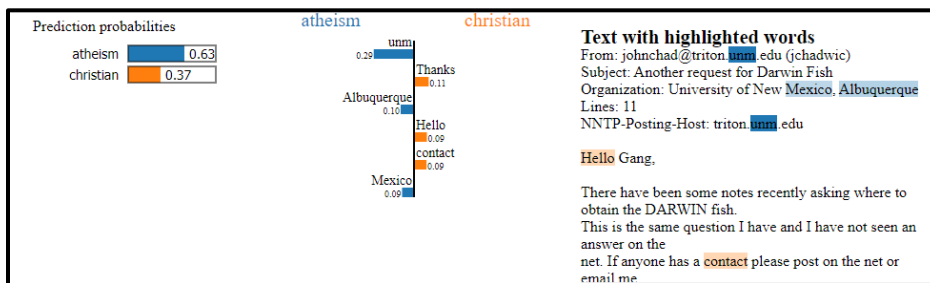 Prediction probabilities
atheism 0.63
christian 0.37
atheism christian
unm
0.29
Thanks
0.11
Albuquerque
0.10
Hello
0.09
contact
0.09
Mexico
0.09
Text with highlighted words
From: johnchad@triton.unm.edu (jchadwic)
Subject: Another request for Darwin Fish
Organization: University of New Mexico, Albuquerque
Lines: 11
NNTP-Posting-Host: triton.unm.edu
Hello Gang,
There have been some notes recently asking where to
obtain the DARWIN fish.
This is the same question I have and I have not seen an
answer on the
net. If anyone has a contact please post on the net or
email me